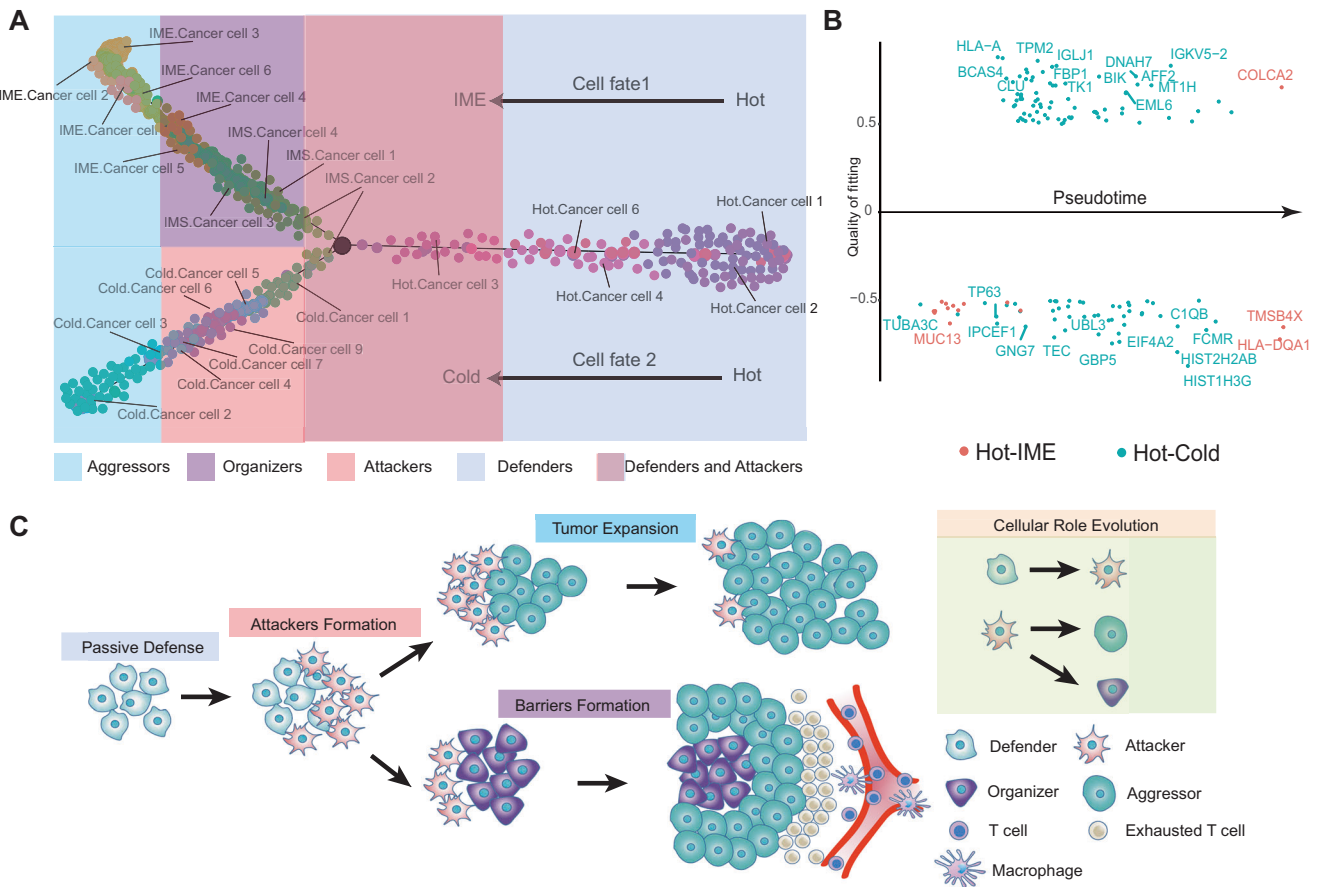 A
IME.Cancer cell 3
IME.Cancer cell 6
IME.Cancer cell 2
IME.Cancer cell 4
IME.Cancer cell
IMS.Cancer cell 4
IME.Cancer cell 5
IMS.Cancer cell 1
IMS.Cancer cell 2
IMS.Cancer cell 3
Cell fate1
IME
Hot
Hot.Cancer cell 1
Hot.Cancer cell 6
Hot.Cancer cell 3
Hot.Cancer cell 4
Hot.Cancer cell 2
Cold.Cancer cell 5
Cold.Cancer cell 6
Cold.Cancer cell 3
Cold.Cancer cell 1
Cold.Cancer cell 9
Cold.Cancer cell 7
Cold.Cancer cell 4
Cold.Cancer cell 2
Cell fate 2
Cold
Hot
Aggressors
Organizers
Attackers
Defenders
Defenders and Attackers
B
Quality of fitting
0.5
0
−0.5
Pseudotime
HLA−A
TPM2
IGLJ1
IGKV5−2
DNAH7
COLCA2
BCAS4
FBP1
BIK
AFF2
CLU
TK1
MT1H
EML6
TP63
TUBA3C
MUC13
IPCEF1
GNG7
TEC
UBL3
GBP5
EIF4A2
C1QB
FCMR
TMSB4X
HLA−DQA1
HIST2H2AB
HIST1H3G
Hot-IME
Hot-Cold
C
Passive Defense
Attackers Formation
Tumor Expansion
Barriers Formation
Cellular Role Evolution
Defender
Attacker
Organizer
Aggressor
T cell
Exhausted T cell
Macrophage